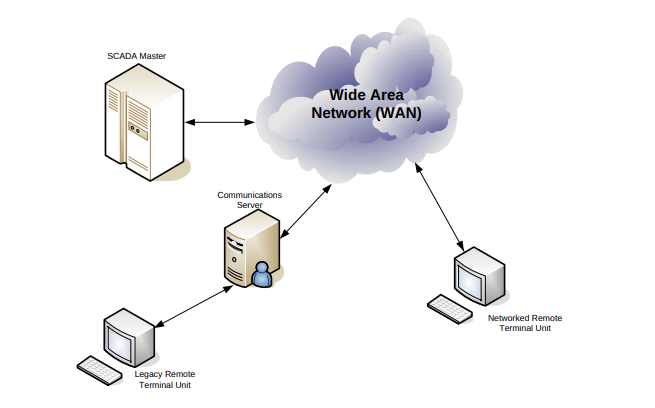 SCADA Master
Wide Area
Network (WAN)
Communications
Server
Networked Remote
Terminal Unit
Legacy Remote
Terminal Unit